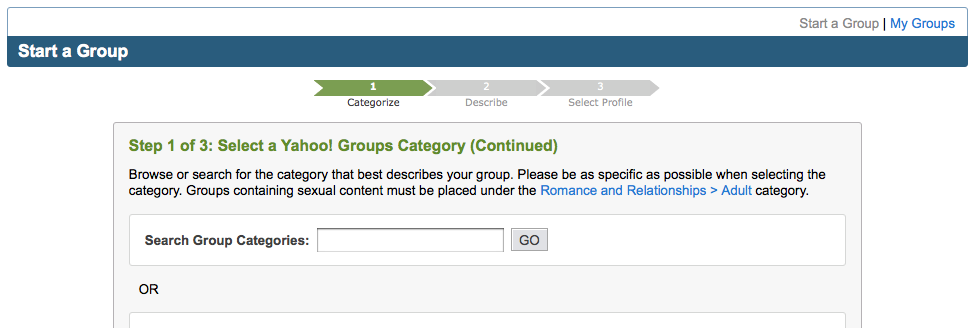 Start a Group | My Groups
Start a Group
1 2 3
Categorize Describe Select Profile
Step 1 of 3: Select a Yahoo! Groups Category (Continued)
Browse or search for the category that best describes your group. Please be as specific as possible when selecting the
category. Groups containing sexual content must be placed under the Romance and Relationships > Adult category.
Search Group Categories: GO
OR